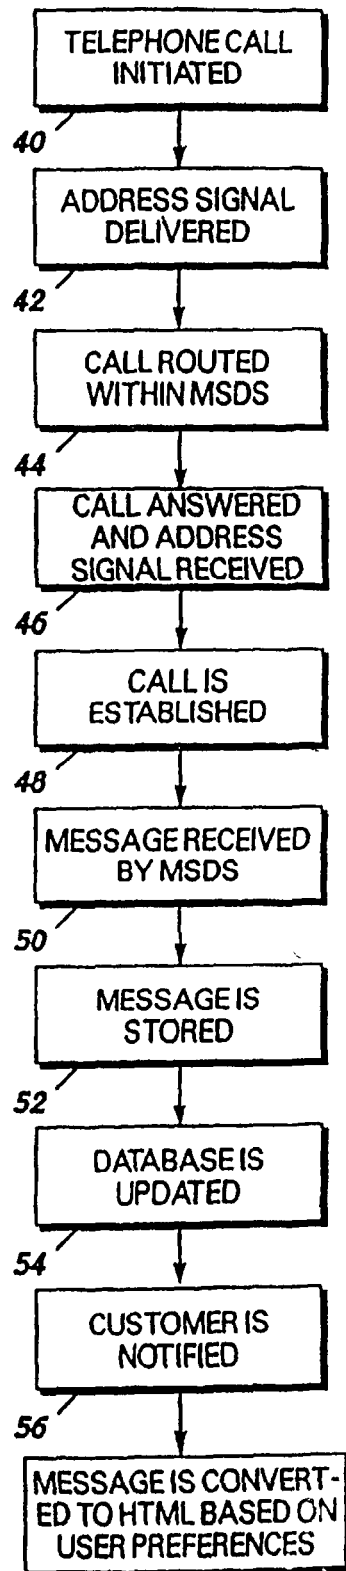 TELEPHONE CALL
INITIATED
40
ADDRESS SIGNAL
DELIVERED
42
CALL ROUTED
WITHIN MSDS
44
CALL ANSWERED
AND ADDRESS
SIGNAL RECEIVED
46
CALL IS
ESTABLISHED
48
MESSAGE RECEIVED
BY MSDS
50
MESSAGE IS
STORED
52
DATABASE IS
UPDATED
54
CUSTOMER IS
NOTIFIED
56
MESSAGE IS CONVERT-
ED TO HTML BASED ON
USER PREFERENCES